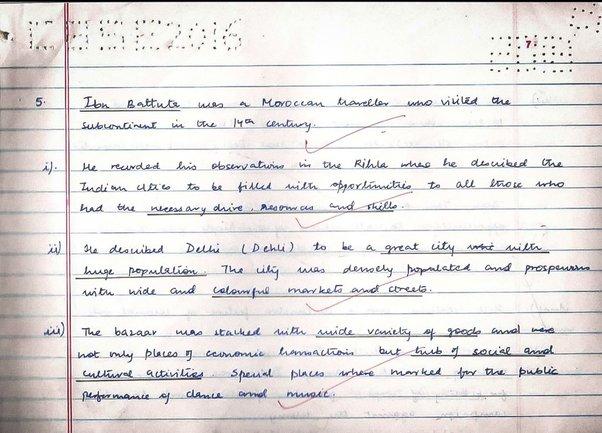 CBSE2016
7
5. Ibn Battuta was a Moroccan traveller who visited the
subcontinent in the 14th century.
i). He recorded his observations in the Rihla where he described the
Indian cities to be filled with opportunities to all those who
had the necessary drive, resources and skills.
ii) He described Delhi (Dehli) to be a great city with
huge population. The city was densely populated and prosperous
with wide and colourful markets and streets.
iii) The bazaar was stacked with wide variety of goods and were
not only places of economic transactions but hub of social and
cultural activities. Special places where marked for the public
performance of dance and music.